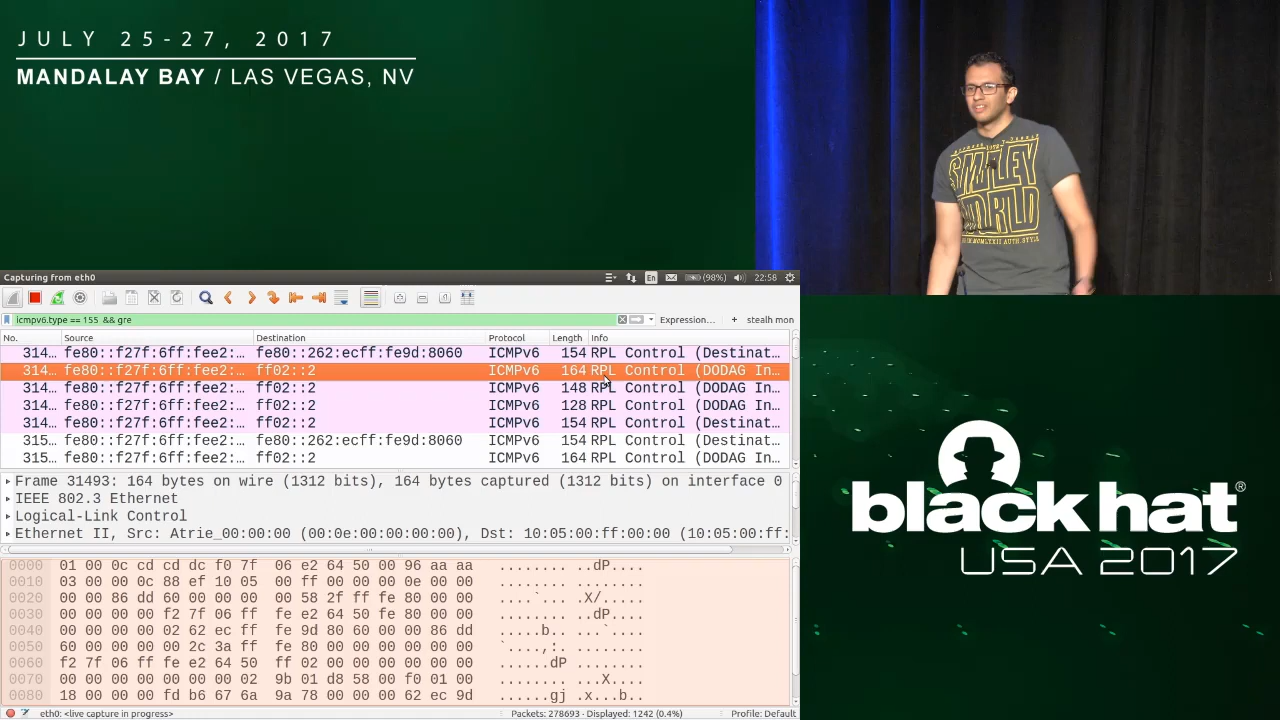 JULY 25-27, 2017
MANDALAY BAY / LAS VEGAS, NV
Capturing from eth0
En
(98%)
22:58
icmpv6.type == 155 && gre
Expression…
+
stealh mon
No. Source Destination Protocol Length Info
314… fe80::f27f:6ff:fee2:… fe80::262:ecff:fe9d:8060 ICMPv6 154 RPL Control (Destinat…
314… fe80::f27f:6ff:fee2:… ff02::2 ICMPv6 164 RPL Control (DODAG In…
314… fe80::f27f:6ff:fee2:… ff02::2 ICMPv6 148 RPL Control (DODAG In…
314… fe80::f27f:6ff:fee2:… ff02::2 ICMPv6 128 RPL Control (DODAG In…
314… fe80::f27f:6ff:fee2:… ff02::2 ICMPv6 154 RPL Control (Destinat…
315… fe80::f27f:6ff:fee2:… fe80::262:ecff:fe9d:8060 ICMPv6 154 RPL Control (Destinat…
315… fe80::f27f:6ff:fee2:… ff02::2 ICMPv6 164 RPL Control (DODAG In…
Frame 31493: 164 bytes on wire (1312 bits), 164 bytes captured (1312 bits) on interface 0
IEEE 802.3 Ethernet
Logical-Link Control
Ethernet II, Src: Atrie_00:00:00 (00:0e:00:00:00:00), Dst: 10:05:00:ff:00:00 (10:05:00:ff:
0000 01 00 0c cd cd cd dc f0 7f 06 e2 64 50 00 96 aa aa ........ ..dP....
0010 03 00 00 0c 88 ef 10 05 00 ff 00 00 00 0e 00 00 ........ ........
0020 00 00 86 dd 60 00 00 00 00 58 2f ff fe 80 00 00 ....`... .X/.....
0030 00 00 00 00 f2 7f 06 ff fe e2 64 50 fe 80 00 00 ........ ..dP....
0040 00 00 00 00 02 62 ec ff fe 9d 80 60 00 00 86 dd .....b.. ...`....
0050 60 00 00 00 00 2c 3a ff fe 80 00 00 00 00 00 00 `....,:. ........
0060 f2 7f 06 ff fe e2 64 50 ff 02 00 00 00 00 00 00 ......dP ........
0070 00 00 00 00 00 00 00 02 9b 01 d8 58 00 f0 01 00 ........ ...X....
0080 18 00 00 00 fd b6 67 6a 9a 78 00 00 00 62 ec 9d ......gj .x...b..
eth0: <live capture in progress>
Packets: 278693 · Displayed: 1242 (0.4%)
Profile: Default
SMILEY
WORLD
black hat®
USA 2017